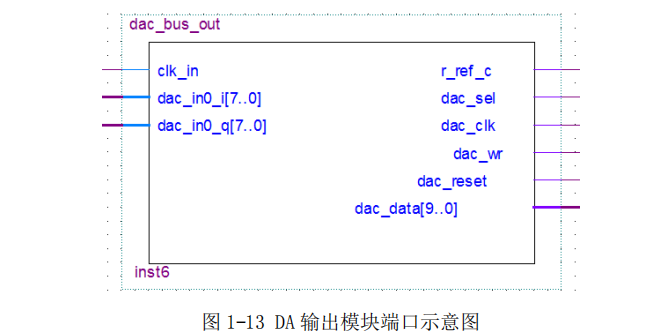 dac_bus_out
clk_in r_ref_c
dac_in0_i[7..0] dac_sel
dac_in0_q[7..0] dac_clk
dac_wr
dac_reset
dac_data[9..0]
inst6
图 1-13 DA 输出模块端口示意图